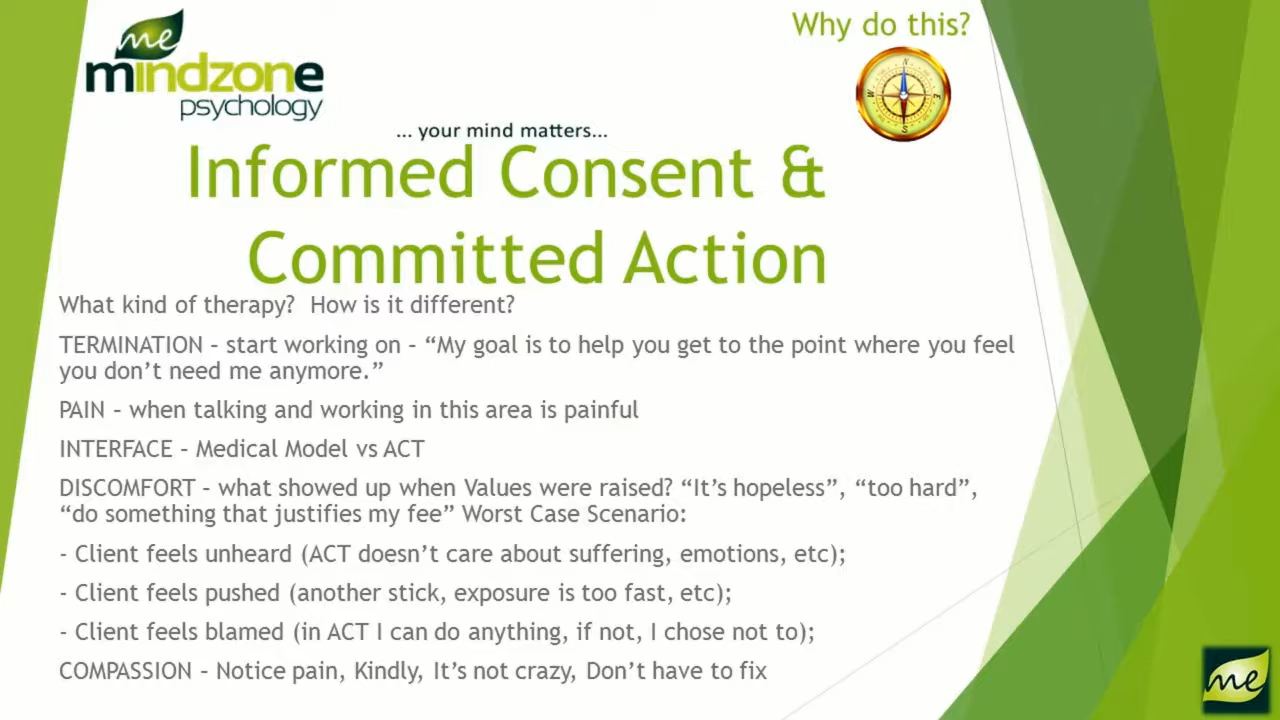 Why do this?
me
mindzone
psychology
N
W
E
S
... your mind matters...
Informed Consent &
Committed Action
What kind of therapy?  How is it different?
TERMINATION – start working on – “My goal is to help you get to the point where you feel
you don’t need me anymore.”
PAIN – when talking and working in this area is painful
INTERFACE – Medical Model vs ACT
DISCOMFORT – what showed up when Values were raised? “It’s hopeless”, “too hard”,
“do something that justifies my fee” Worst Case Scenario:
- Client feels unheard (ACT doesn’t care about suffering, emotions, etc);
- Client feels pushed (another stick, exposure is too fast, etc);
- Client feels blamed (in ACT I can do anything, if not, I chose not to);
COMPASSION – Notice pain, Kindly, It’s not crazy, Don’t have to fix
me